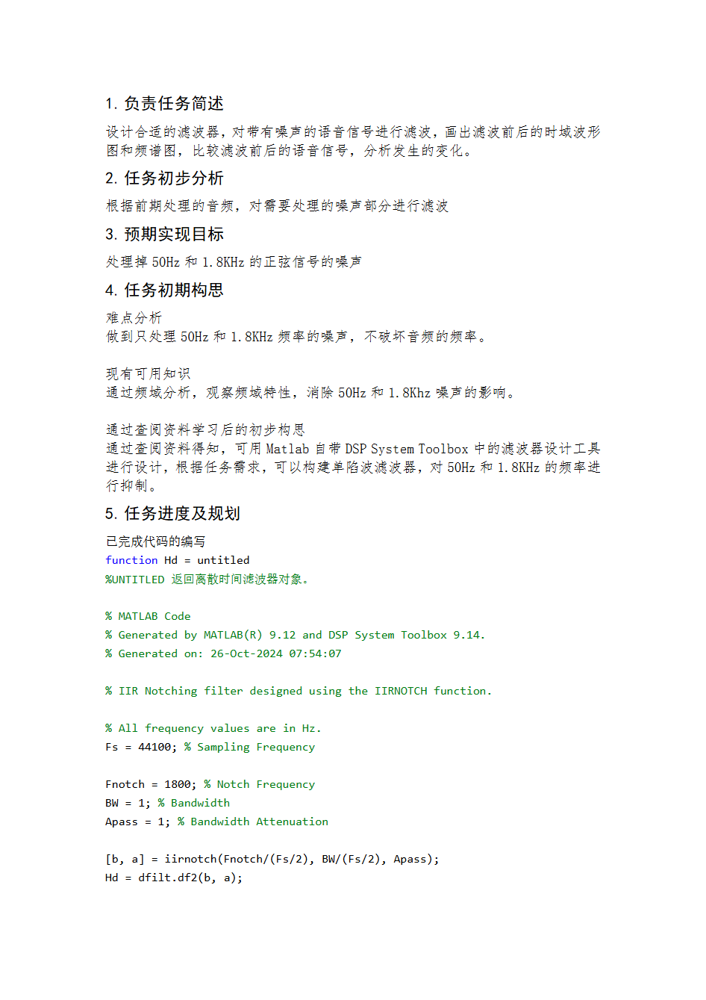 1. 负责任务简述
设计合适的滤波器，对带有噪声的语音信号进行滤波，画出滤波前后的时域波形
图和频谱图，比较滤波前后的语音信号，分析发生的变化。
2. 任务初步分析
根据前期处理的音频，对需要处理的噪声部分进行滤波
3. 预期实现目标
处理掉 50Hz 和 1.8KHz 的正弦信号的噪声
4. 任务初期构思
难点分析
做到只处理 50Hz 和 1.8KHz 频率的噪声，不破坏音频的频率。
现有可用知识
通过频域分析，观察频域特性，消除 50Hz 和 1.8Khz 噪声的影响。
通过查阅资料学习后的初步构思
通过查阅资料得知，可用 Matlab 自带 DSP System Toolbox 中的滤波器设计工具
进行设计，根据任务需求，可以构建单陷波滤波器，对 50Hz 和 1.8KHz 的频率进
行抑制。
5. 任务进度及规划
已完成代码的编写
function Hd = untitled
%UNTITLED 返回离散时间滤波器对象。
% MATLAB Code
% Generated by MATLAB(R) 9.12 and DSP System Toolbox 9.14.
% Generated on: 26-Oct-2024 07:54:07
% IIR Notching filter designed using the IIRNOTCH function.
% All frequency values are in Hz.
Fs = 44100; % Sampling Frequency
Fnotch = 1800; % Notch Frequency
BW = 1; % Bandwidth
Apass = 1; % Bandwidth Attenuation
[b, a] = iirnotch(Fnotch/(Fs/2), BW/(Fs/2), Apass);
Hd = dfilt.df2(b, a);